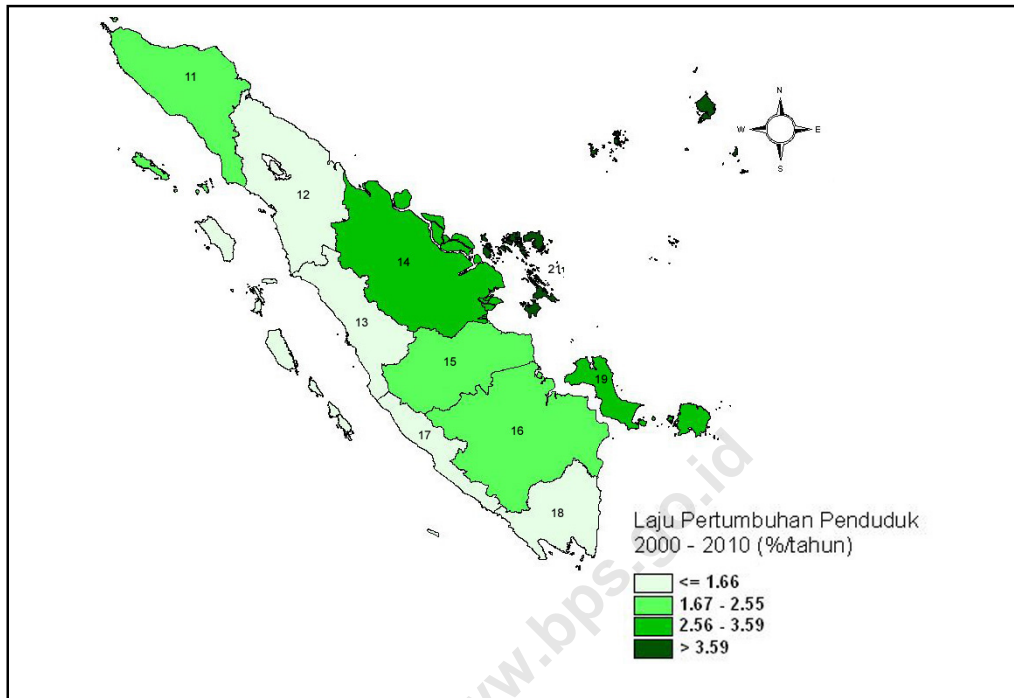 11
N
W
E
S
12
14
21
13
15
19
17
16
18
Laju Pertumbuhan Penduduk
2000 - 2010 (%/tahun)
<= 1.66
1.67 - 2.55
2.56 - 3.59
> 3.59
www.bps.go.id